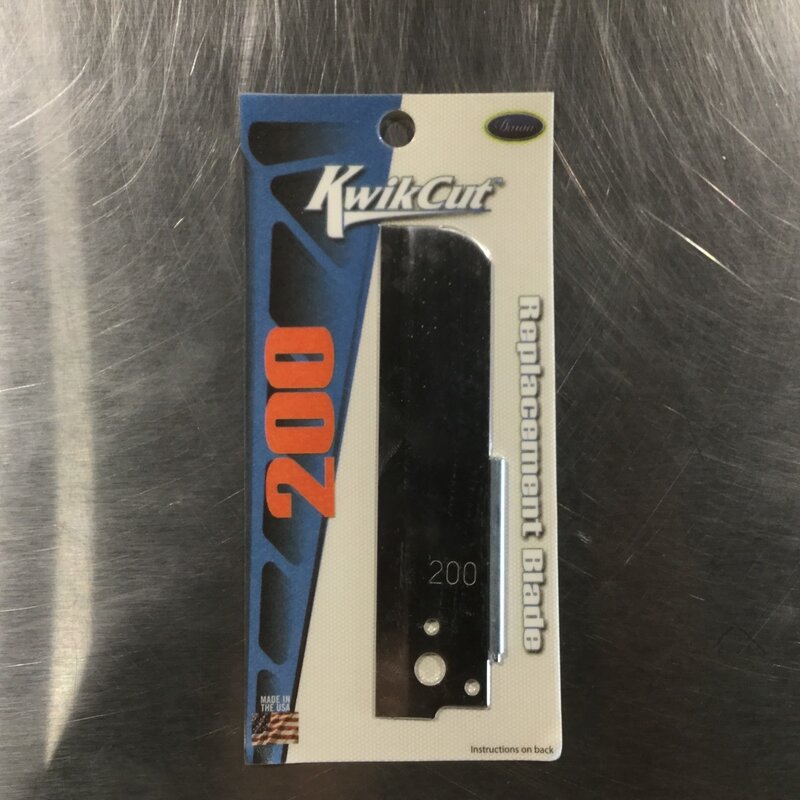 KwikCut
200
Replacement Blade
200
MADE IN
THE USA
Instructions on back